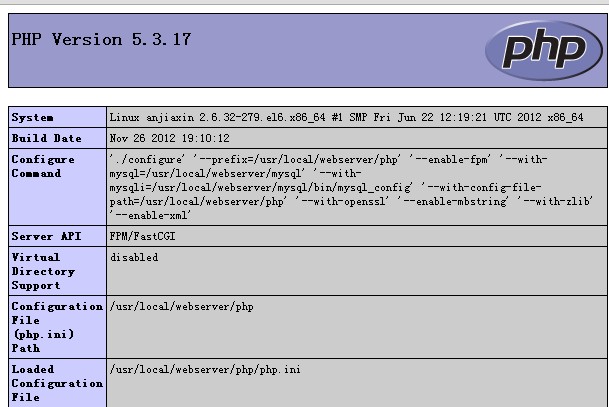 PHP Version 5.3.17
php
System Linux anjiaxin 2.6.32-279.el6.x86_64 #1 SMP Fri Jun 22 12:19:21 UTC 2012 x86_64
Build Date Nov 26 2012 19:10:12
Configure './configure' '--prefix=/usr/local/webserver/php' '--enable-fpm' '--with-
Command mysql=/usr/local/webserver/mysql' '--with-
mysqli=/usr/local/webserver/mysql/bin/mysql_config' '--with-config-file-
path=/usr/local/webserver/php' '--with-openssl' '--enable-mbstring' '--with-zlib'
'--enable-xml'
Server API FPM/FastCGI
Virtual disabled
Directory
Support
Configuration /usr/local/webserver/php
File
(php.ini)
Path
Loaded /usr/local/webserver/php/php.ini
Configuration
File